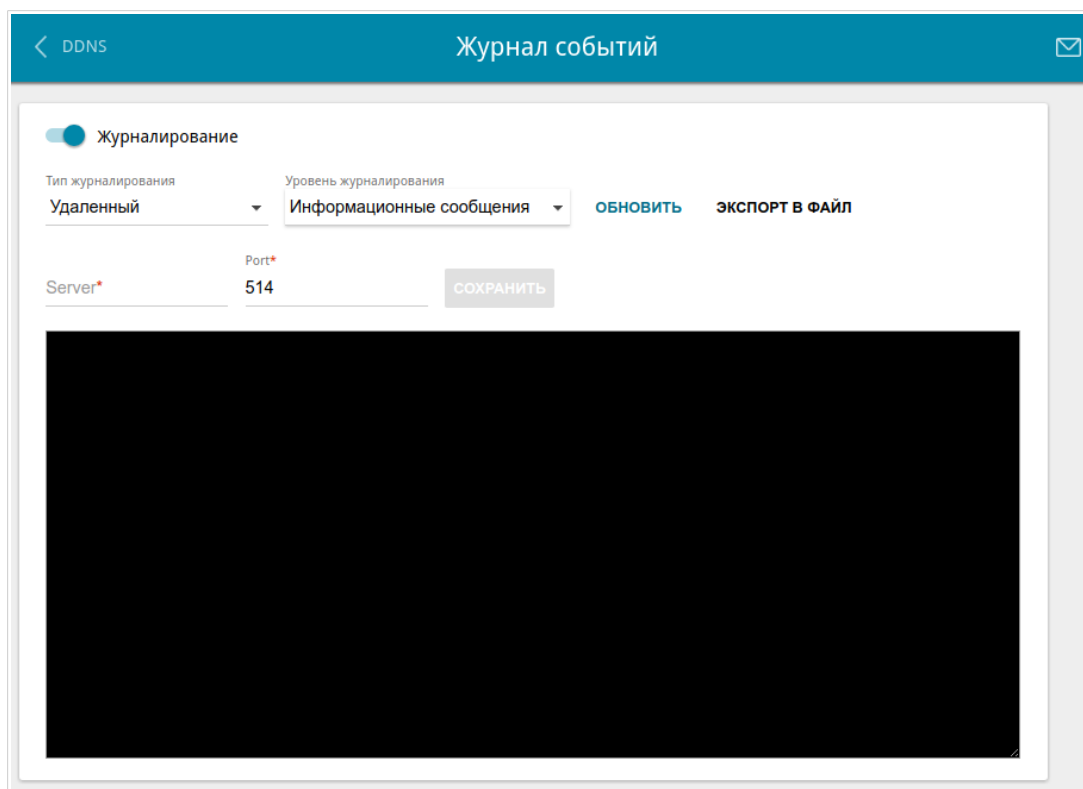 DDNS
Журнал событий
Журналирование
Тип журналирования Уровень журналирования
Удаленный Информационные сообщения ОБНОВИТЬ ЭКСПОРТ В ФАЙЛ
Port*
Server* 514 СОХРАНИТЬ